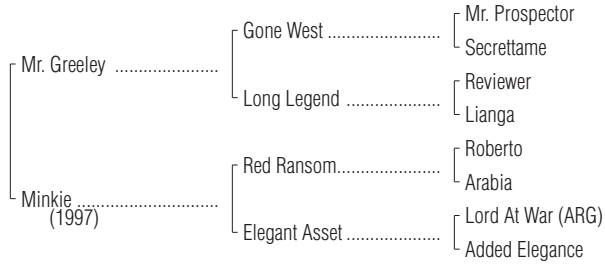 Mr. Prospector
Gone West ......................
Secrettame
Mr. Greeley .....................
Reviewer
Long Legend ..................
Lianga
Roberto
Red Ransom....................
Arabia
Minkie ............................
(1997)
Lord At War (ARG)
Elegant Asset ..................
Added Elegance